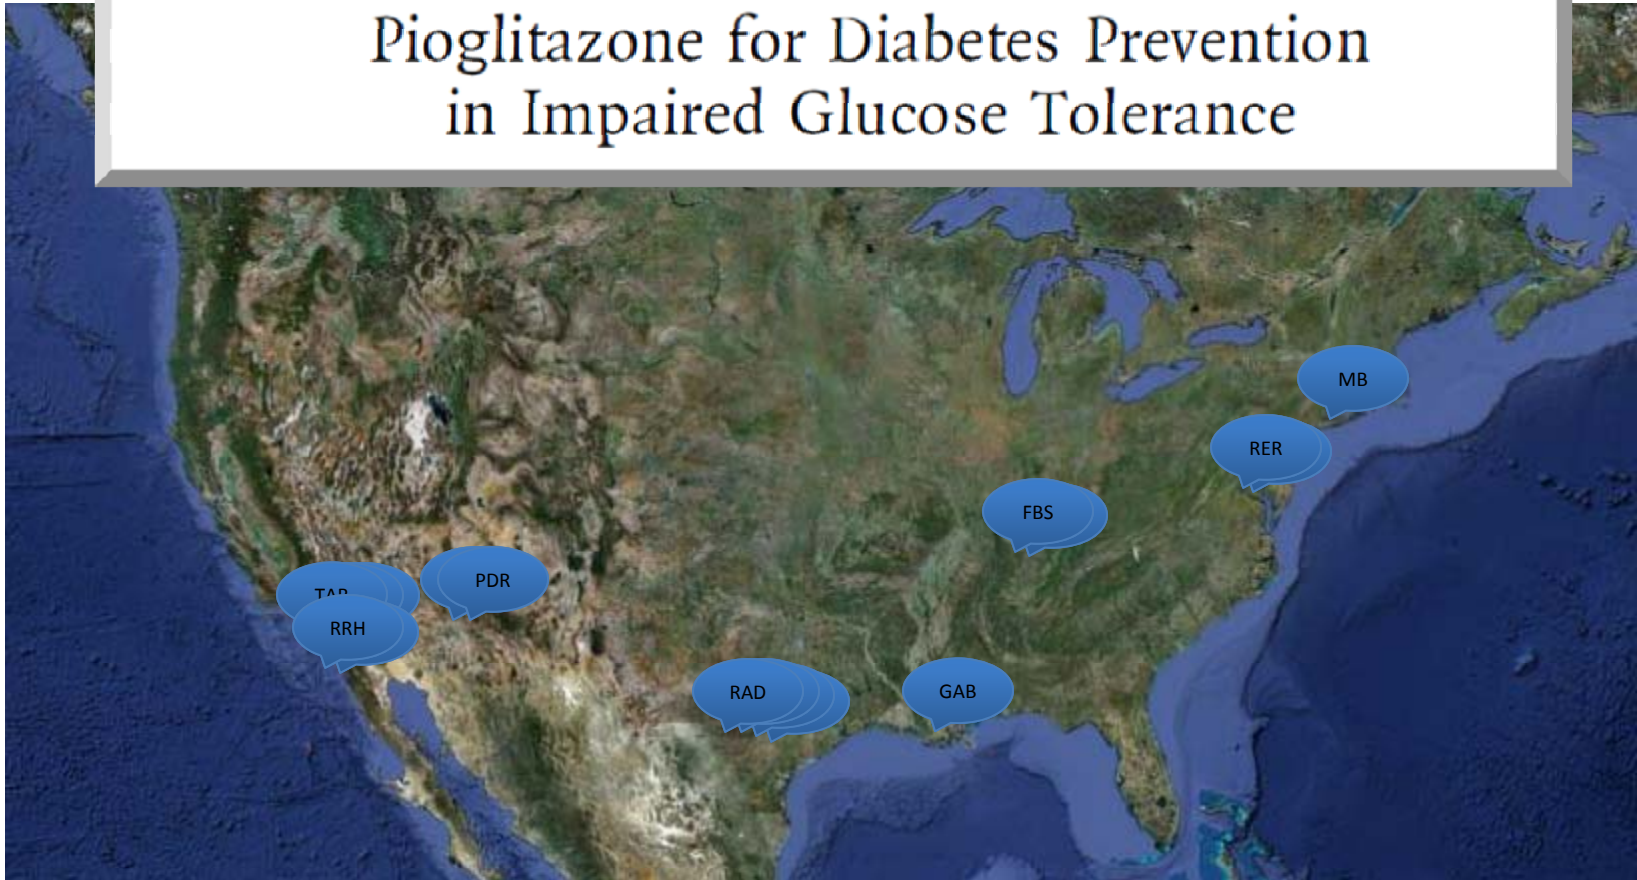 Pioglitazone for Diabetes Prevention
in Impaired Glucose Tolerance
MB
RER
FBS
PDR
RRH
RAD
GAB